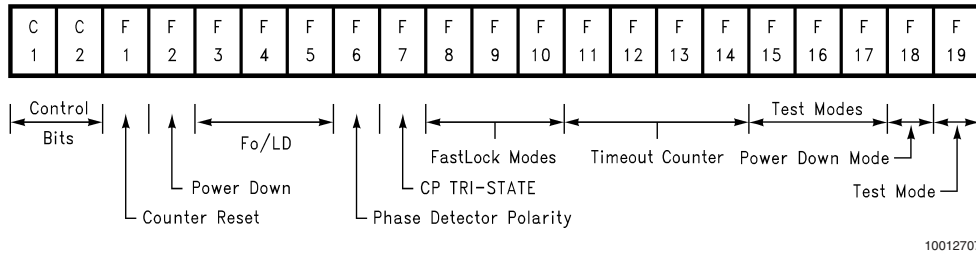 C C F F F F F F F F F F F F F F F F F F F
1 2 1 2 3 4 5 6 7 8 9 10 11 12 13 14 15 16 17 18 19
Control Bits
Fo/LD
Test Modes
FastLock Modes
Timeout Counter
Power Down Mode
Power Down
CP TRI-STATE
Test Mode
Counter Reset
Phase Detector Polarity
1001270